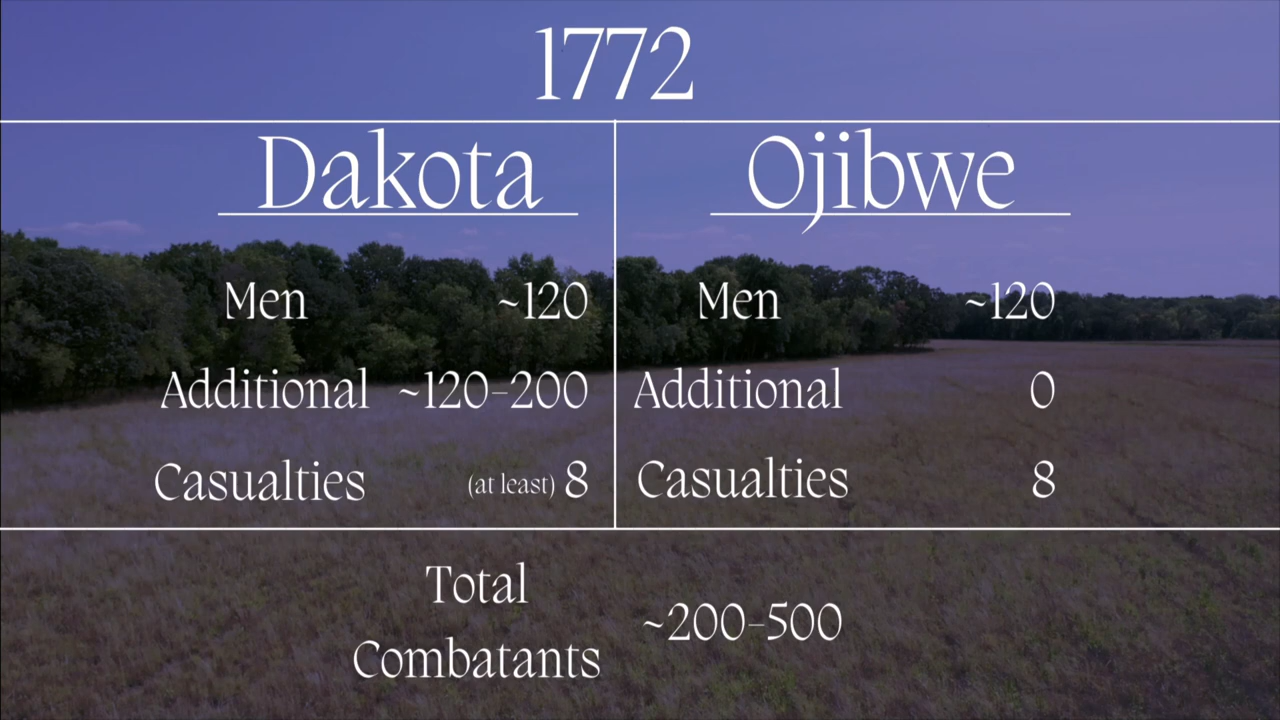 1772
Dakota
Ojibwe
Men ~120
Men ~120
Additional ~120-200
Additional 0
Casualties (at least) 8
Casualties 8
Total
Combatants
~200-500